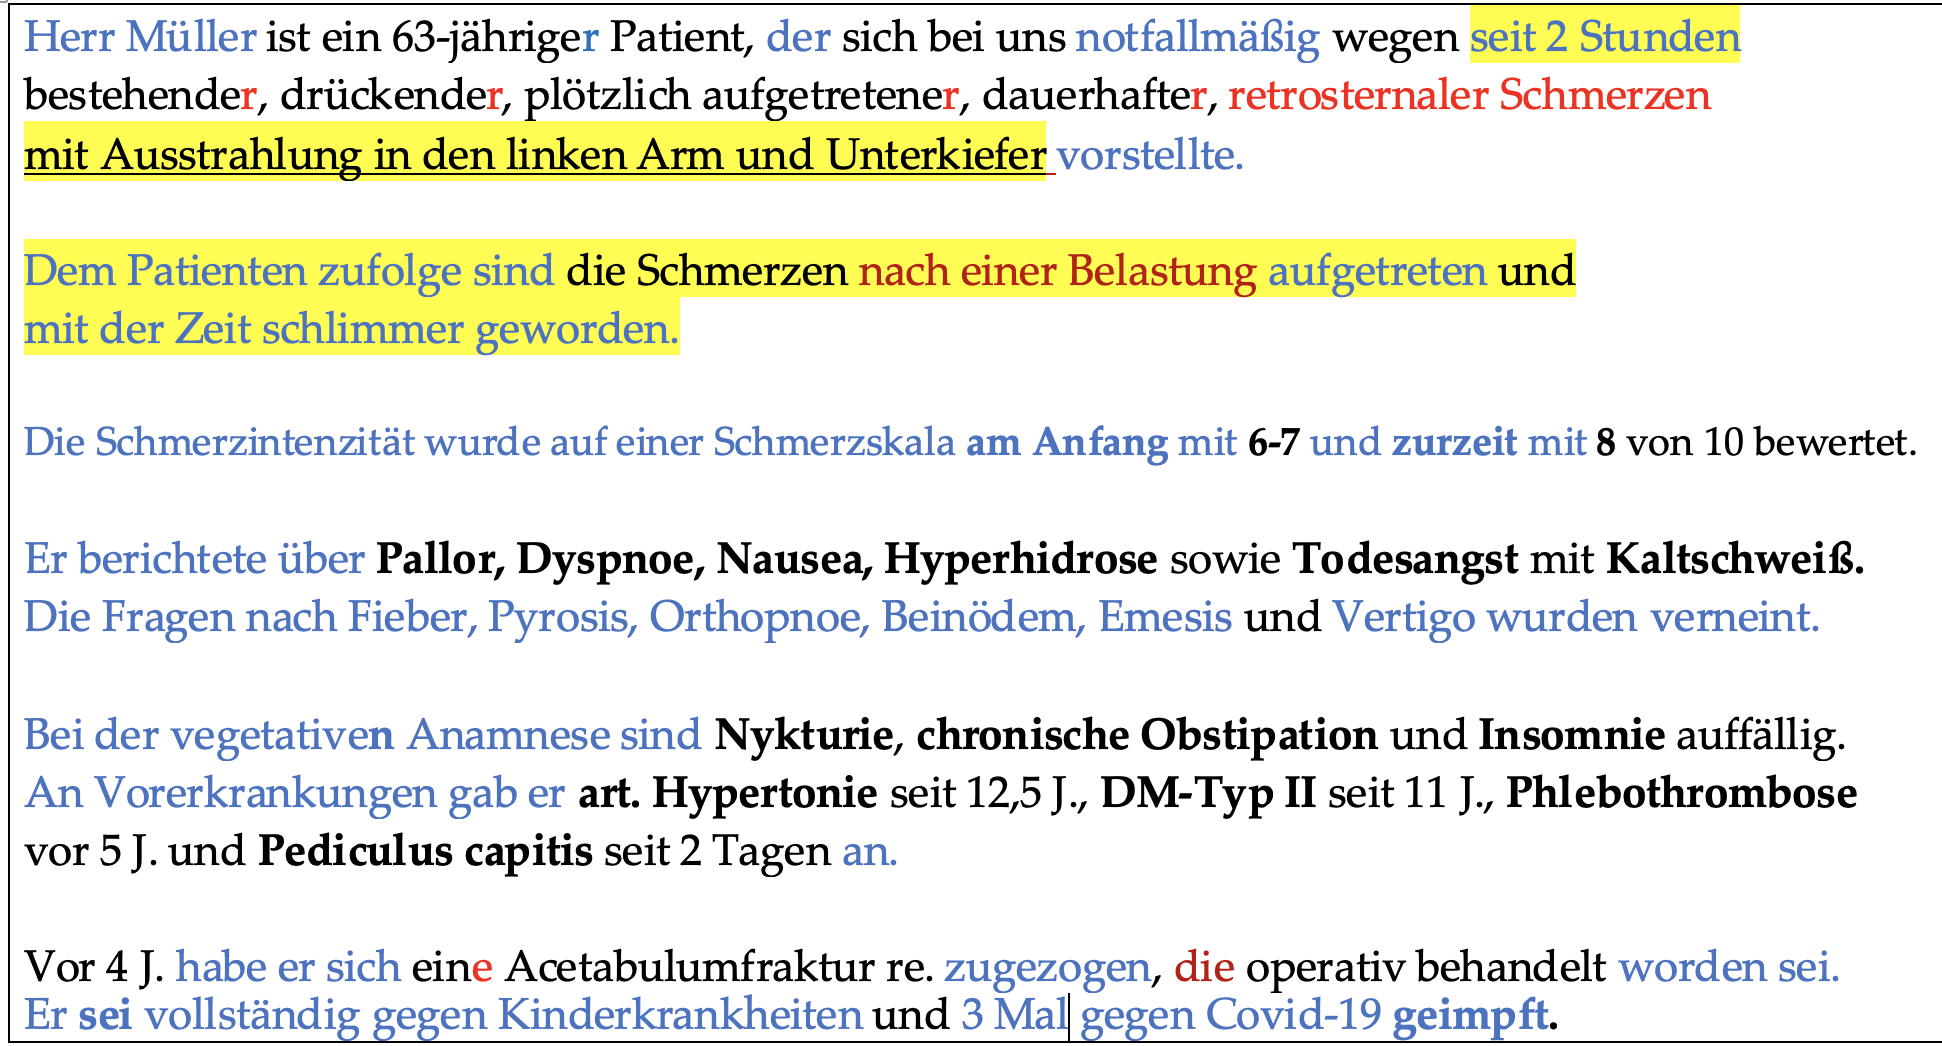 Herr Müller ist ein 63-jähriger Patient, der sich bei uns notfallmäßig wegen seit 2 Stunden
bestehender, drückender, plötzlich aufgetretener, dauerhafter, retrosternaler Schmerzen
mit Ausstrahlung in den linken Arm und Unterkiefer vorstellte.
Dem Patienten zufolge sind die Schmerzen nach einer Belastung aufgetreten und
mit der Zeit schlimmer geworden.
Die Schmerzintenzität wurde auf einer Schmerzskala am Anfang mit 6-7 und zurzeit mit 8 von 10 bewertet.
Er berichtete über Pallor, Dyspnoe, Nausea, Hyperhidrose sowie Todesangst mit Kaltschweiß.
Die Fragen nach Fieber, Pyrosis, Orthopnoe, Beinödem, Emesis und Vertigo wurden verneint.
Bei der vegetativen Anamnese sind Nykturie, chronische Obstipation und Insomnie auffällig.
An Vorerkrankungen gab er art. Hypertonie seit 12,5 J., DM-Typ II seit 11 J., Phlebothrombose
vor 5 J. und Pediculus capitis seit 2 Tagen an.
Vor 4 J. habe er sich eine Acetabulumfraktur re. zugezogen, die operativ behandelt worden sei.
Er sei vollständig gegen Kinderkrankheiten und 3 Mal gegen Covid-19 geimpft.